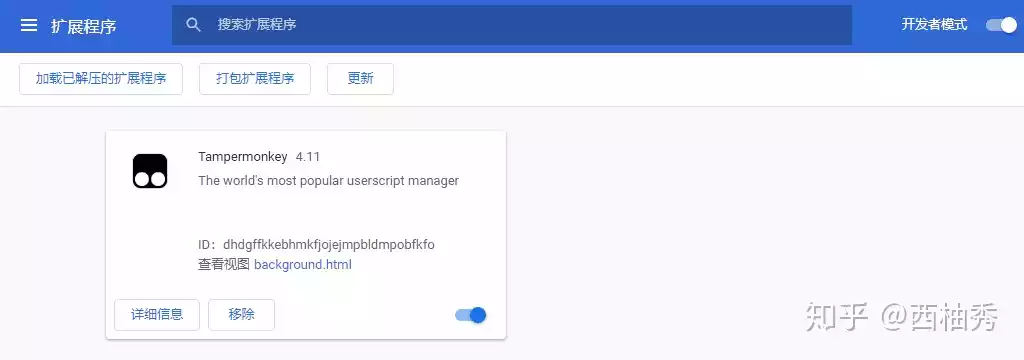 扩展程序
搜索扩展程序
开发者模式
加载已解压的扩展程序
打包扩展程序
更新
Tampermonkey 4.11
The world's most popular userscript manager
ID：dhdgffkkebhmkfjojejmpbldmpobfkfo
查看视图 background.html
详细信息
移除
知乎 @西柚秀